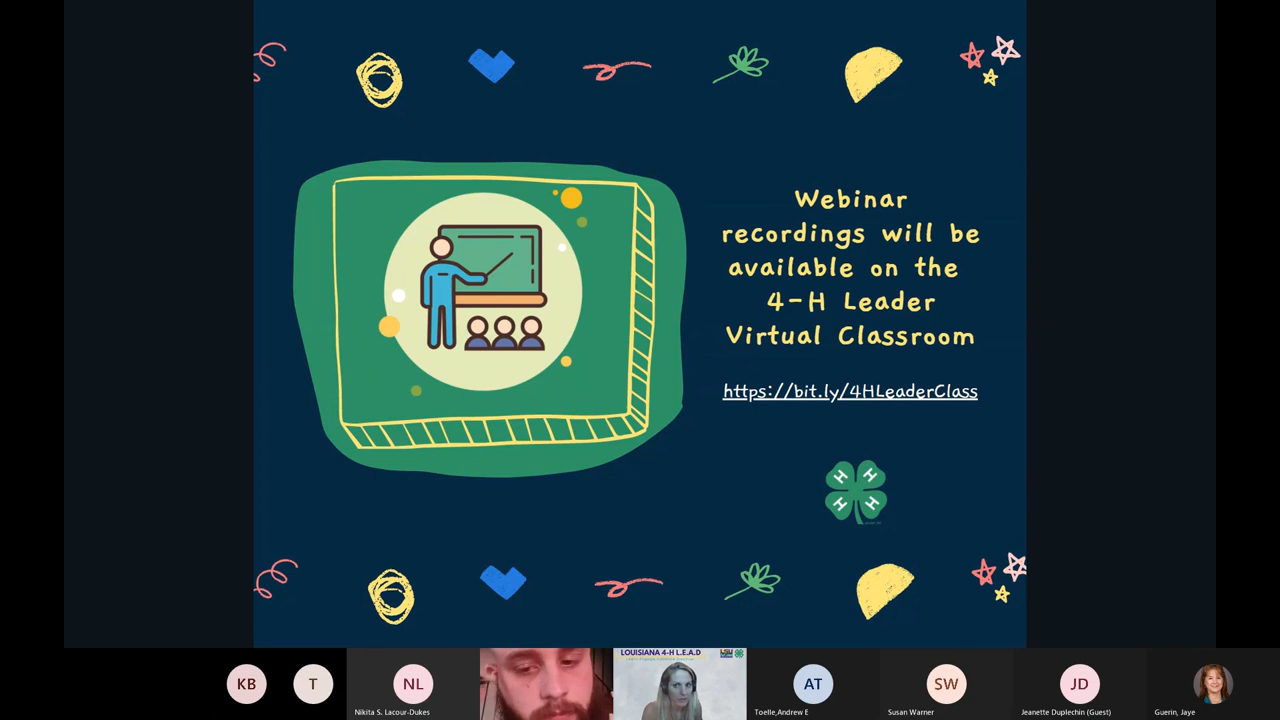 Webinar
recordings will be
available on the
4-H Leader
Virtual Classroom
https://bit.ly/4HLeaderClass
H H
H H
KB
T
NL
Nikita S. Lacour-Dukes
LOUISIANA 4-H L.E.A.D
LSU
AT
Toelle,Andrew E
SW
Susan Warner
JD
Jeanette Duplechin (Guest)
Guerin, Jaye